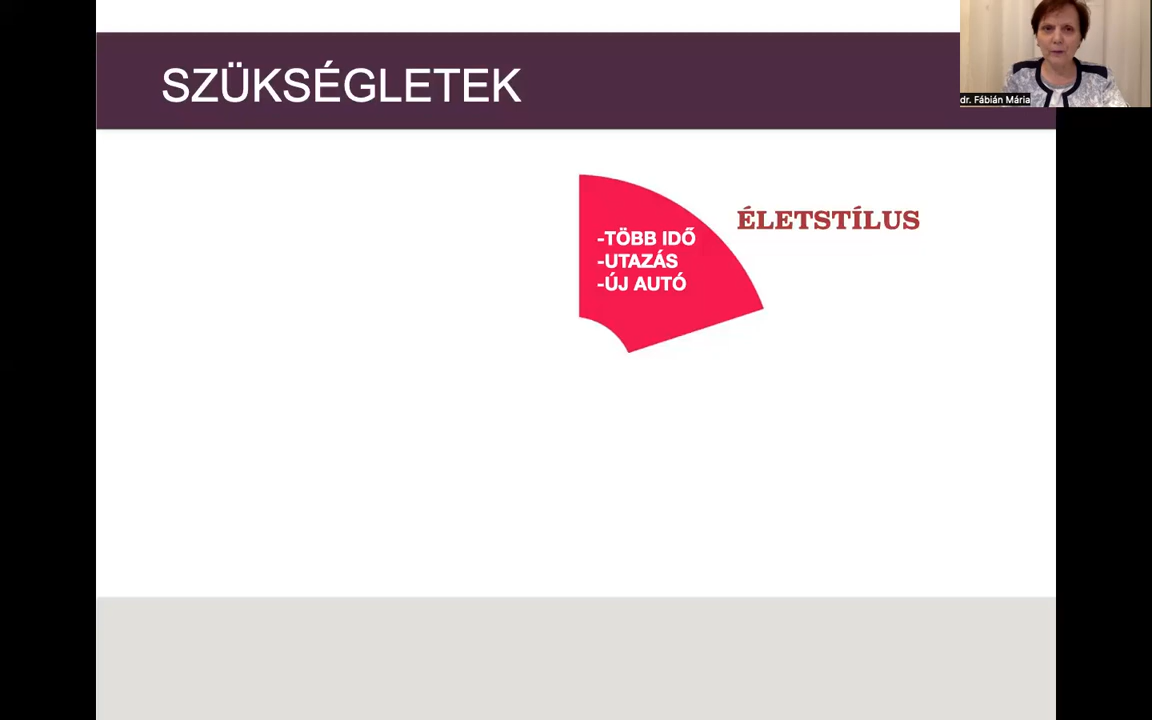 SZÜKSÉGLETEK
dr. Fábián Mária
-TÖBB IDŐ
-UTAZÁS
-ÚJ AUTÓ
ÉLETSTÍLUS